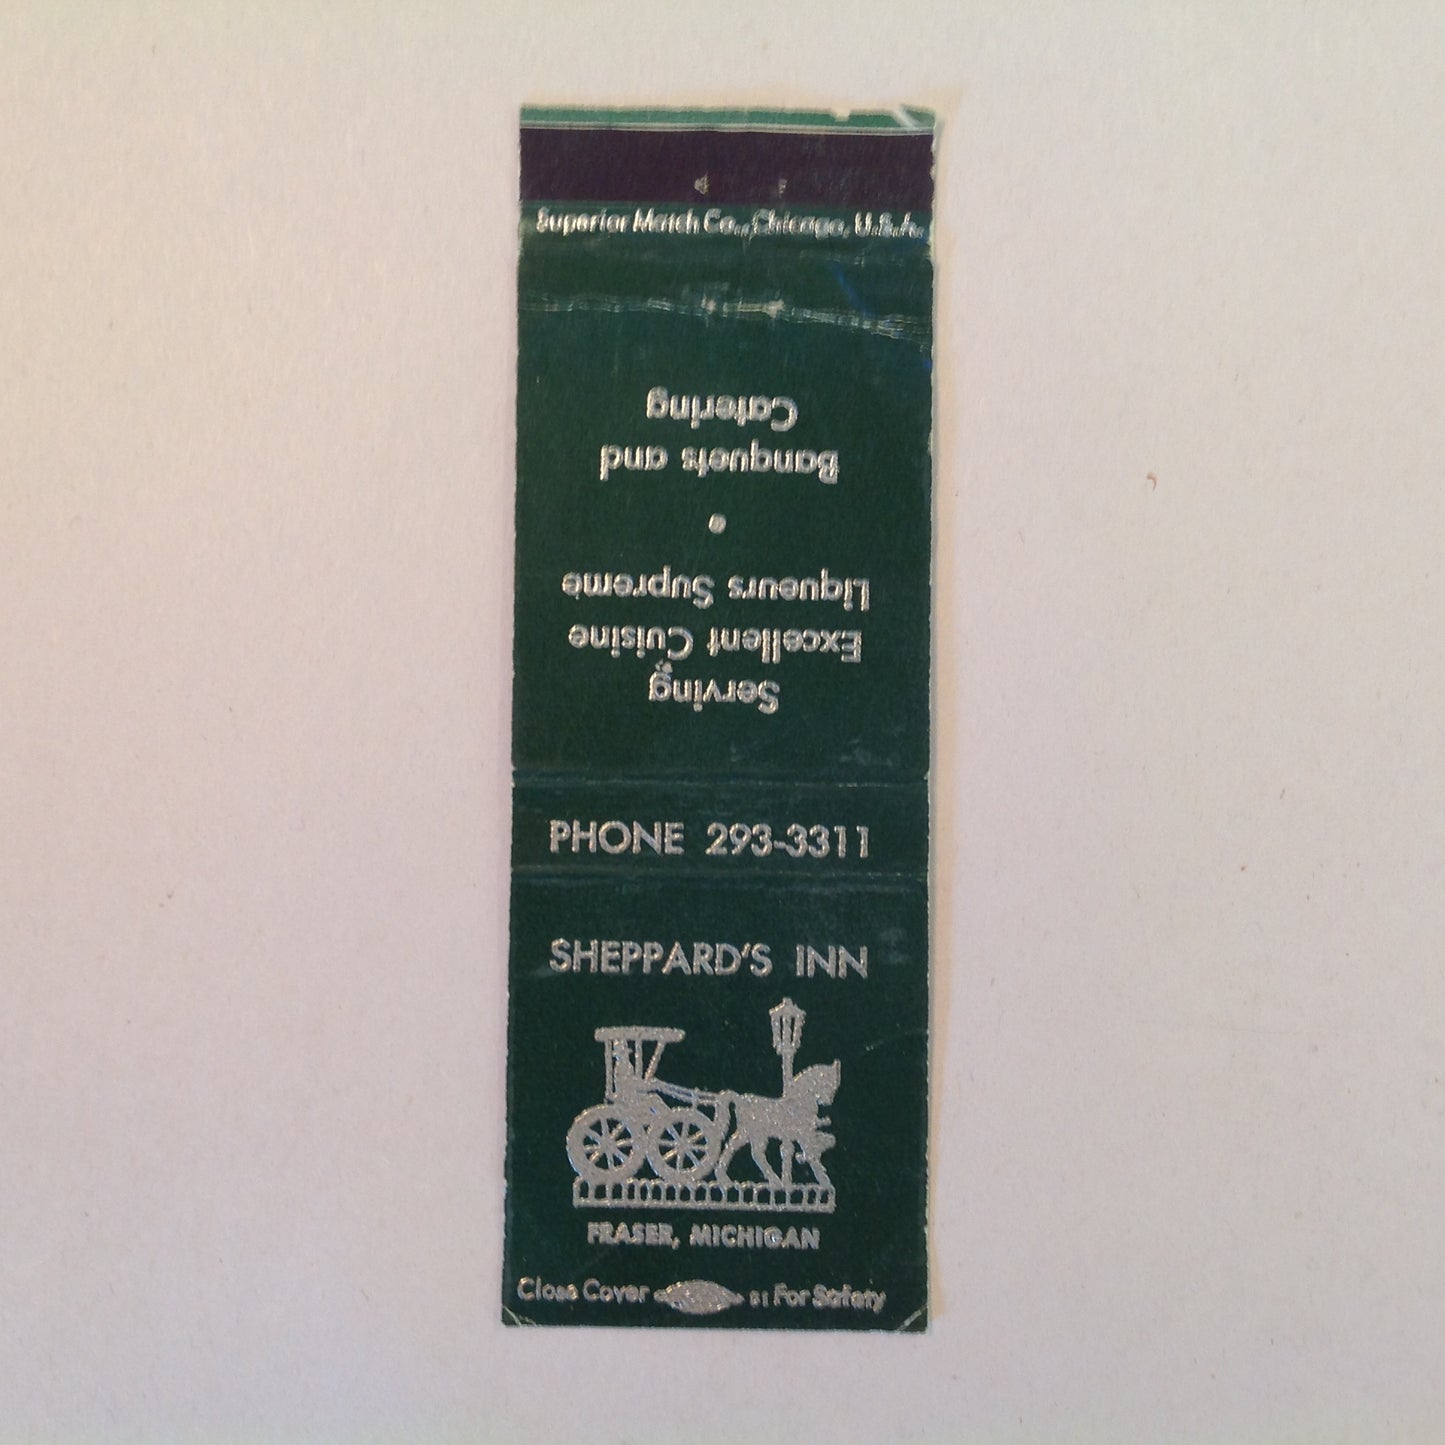 Superior Match Co., Chicago, U.S.A.
Serving
Excellent Cuisine
Liqueurs Supreme
•
Banquets and
Catering
PHONE 293-3311
SHEPPARD'S INN
FRASER, MICHIGAN
Close Cover 81 For Safety